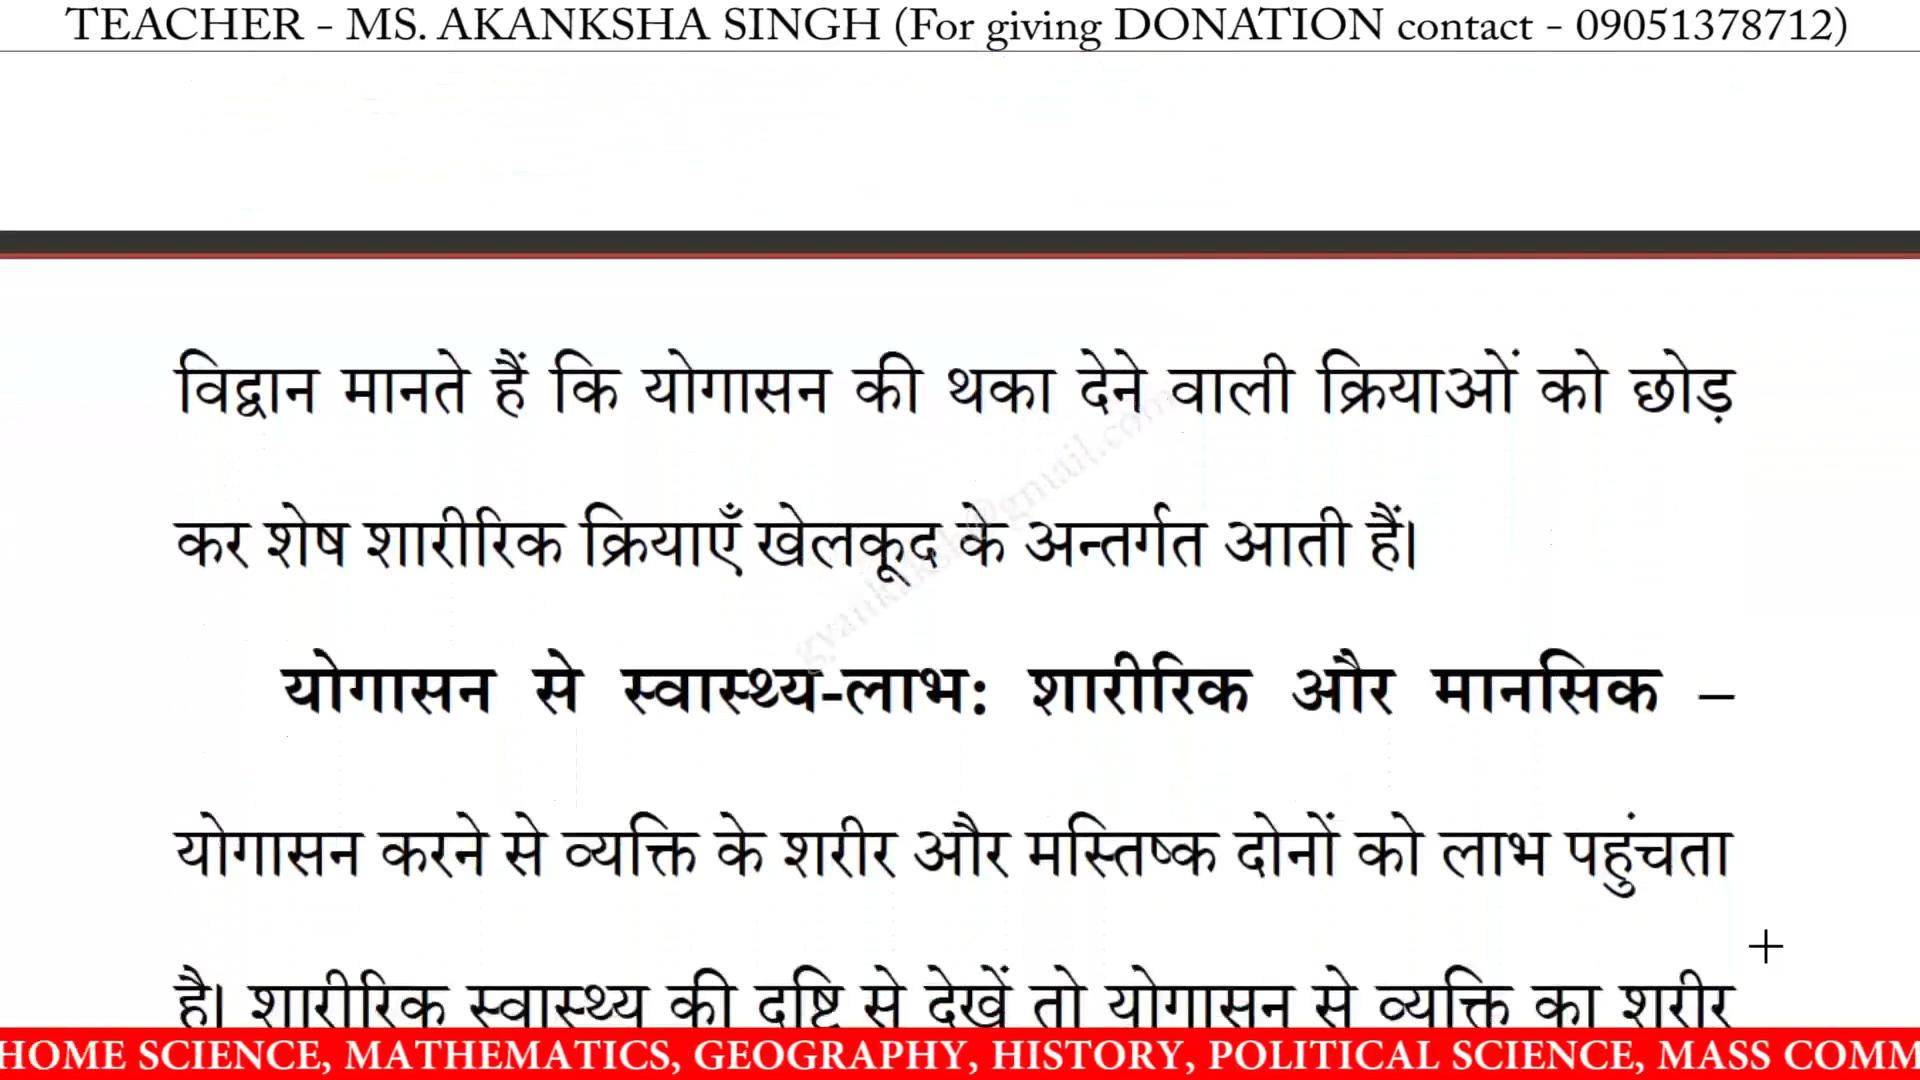 TEACHER - MS. AKANKSHA SINGH (For giving DONATION contact - 09051378712)
विद्वान मानते हैं कि योगासन की थका देने वाली क्रियाओं को छोड़
कर शेष शारीरिक क्रियाएँ खेलकूद के अन्तर्गत आती हैं।
योगासन से स्वास्थ्य-लाभ: शारीरिक और मानसिक –
योगासन करने से व्यक्ति के शरीर और मस्तिष्क दोनों को लाभ पहुंचता
है। शारीरिक स्वास्थ्य की दृष्टि से देखें तो योगासन से व्यक्ति का शरीर
HOME SCIENCE, MATHEMATICS, GEOGRAPHY, HISTORY, POLITICAL SCIENCE, MASS COMM